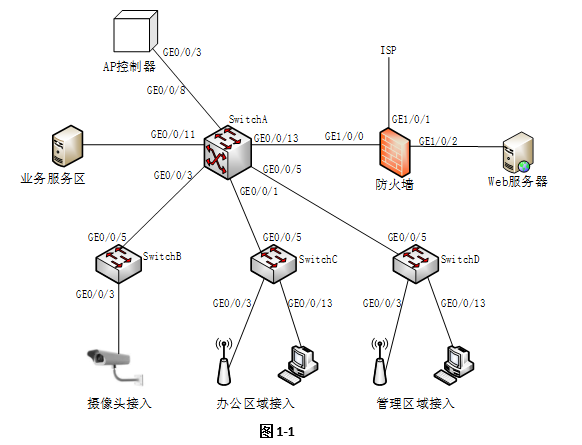 GE0/0/3
AP控制器
ISP
GE0/0/8
SwitchA
GE1/0/1
GE0/0/11
GE0/0/13
GE1/0/0
GE1/0/2
业务服务区
GE0/0/3
GE0/0/5
GE0/0/1
防火墙
Web服务器
GE0/0/5
GE0/0/5
GE0/0/5
SwitchB
SwitchC
SwitchD
GE0/0/3
GE0/0/3
GE0/0/13
GE0/0/3
GE0/0/13
摄像头接入
办公区域接入
管理区域接入
图 1-1